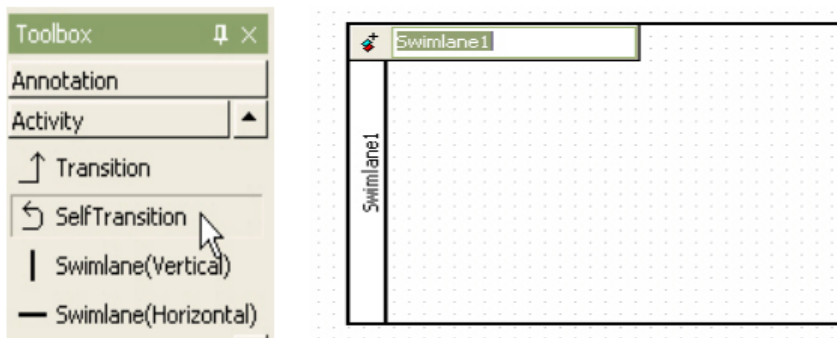 Toolbox
Annotation
Activity
Transition
SelfTransition
Swimlane(Vertical)
Swimlane(Horizontal)
Swimlane1
Swimlane1